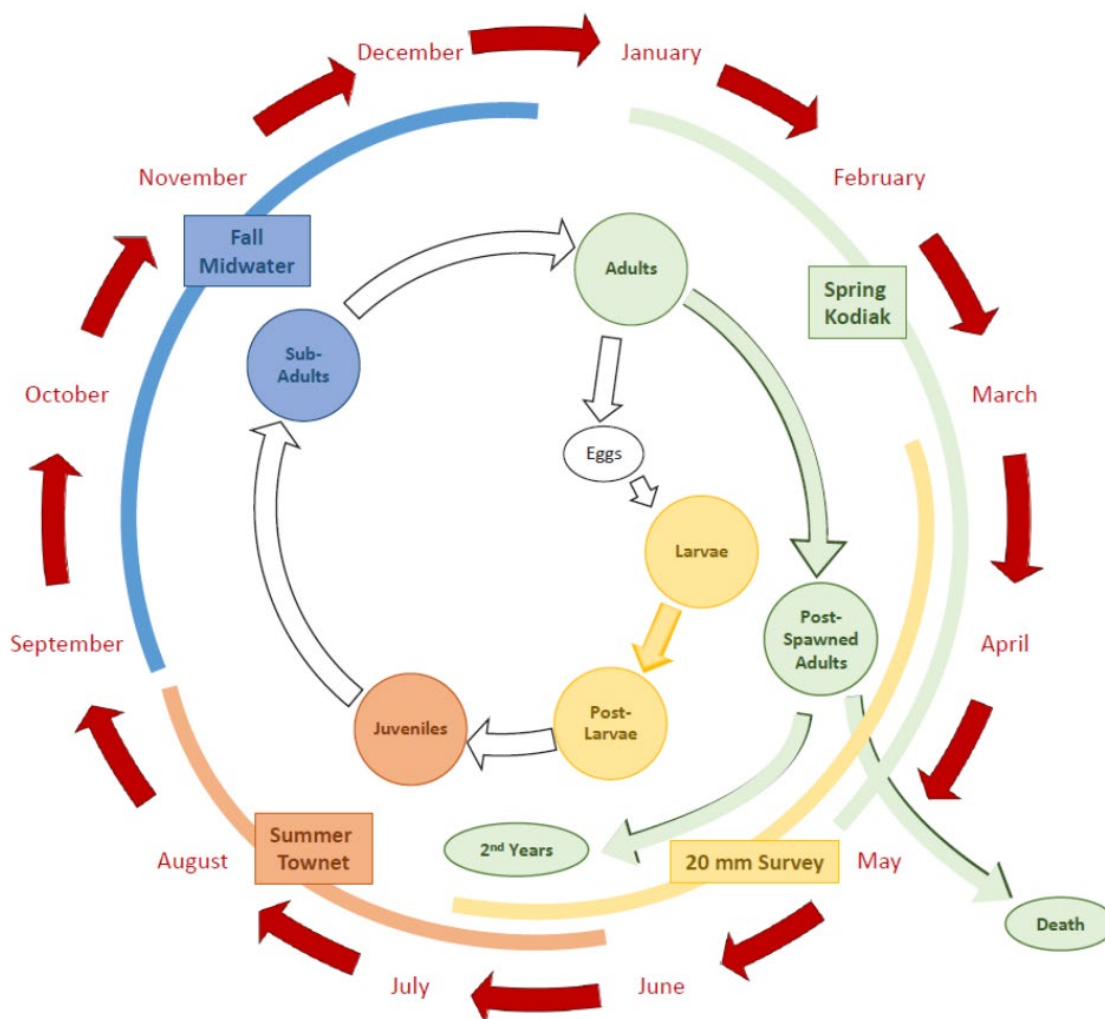 December
January
November
February
Fall
Midwater
Adults
Spring
Kodiak
Sub-
Adults
October
March
Eggs
Larvae
September
Post-
Spawned
Adults
April
Juveniles
Post-
Larvae
August
Summer
Townet
2nd Years
20 mm Survey
May
Death
July
June